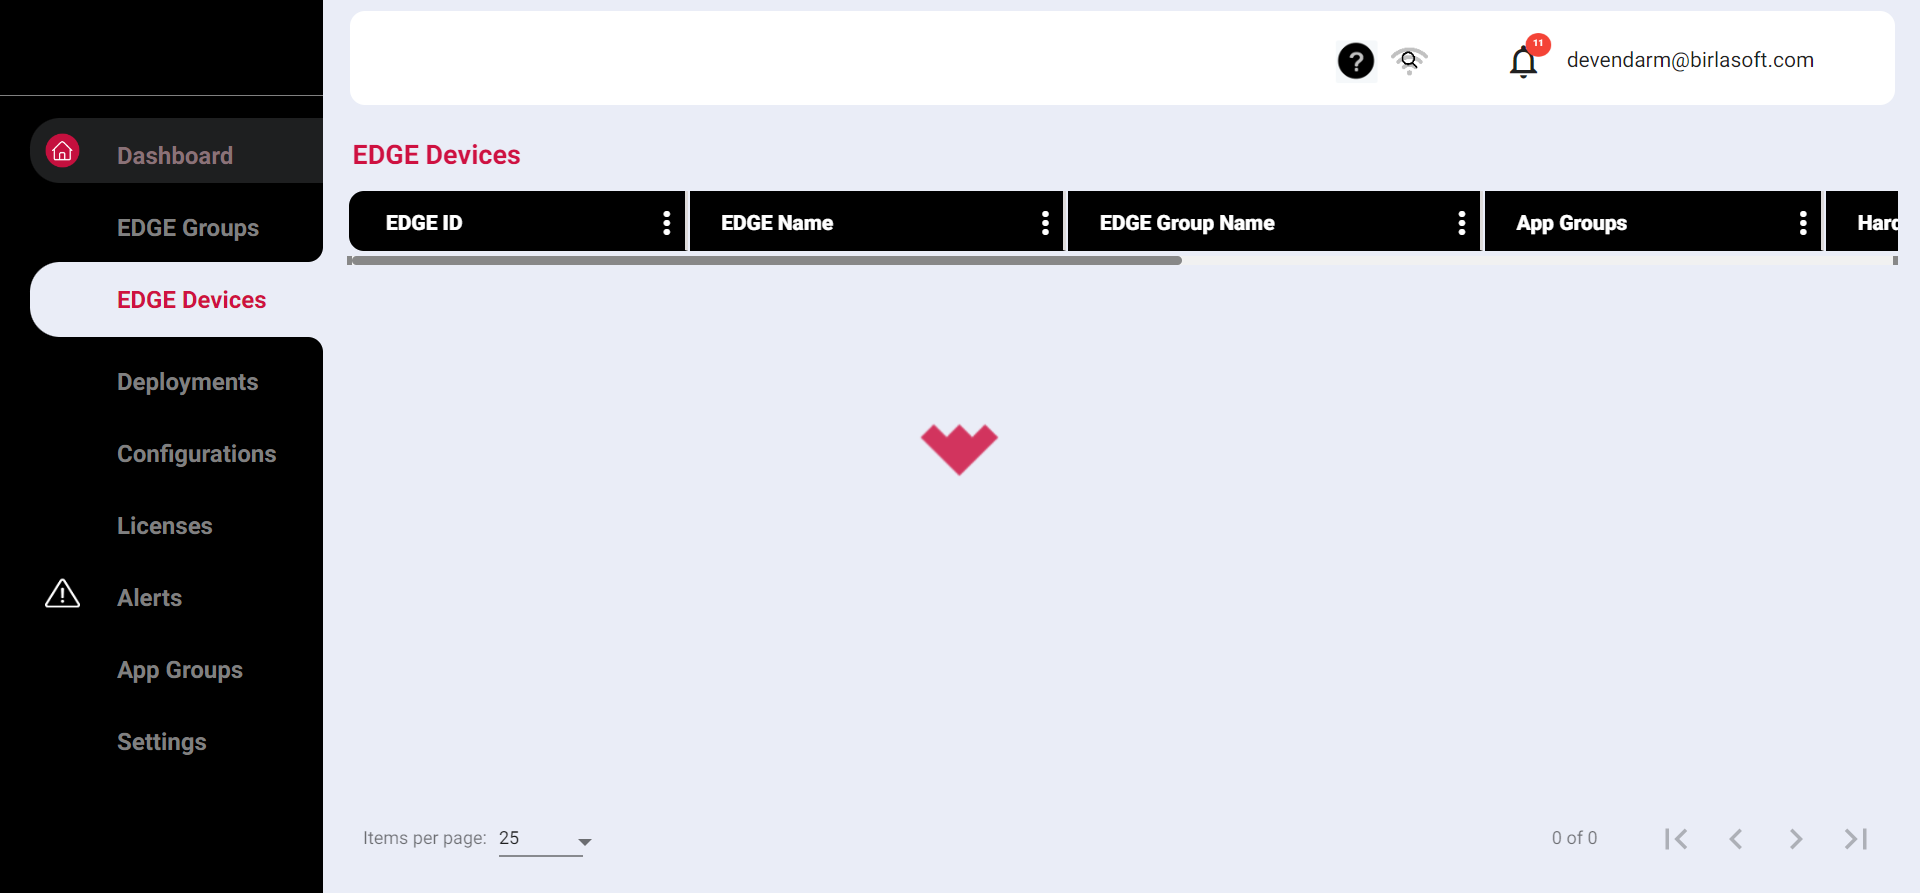 ?
11
devendarm@birlasoft.com
Dashboard
EDGE Groups
EDGE Devices
Deployments
Configurations
Licenses
Alerts
App Groups
Settings
EDGE Devices
EDGE ID
EDGE Name
EDGE Group Name
App Groups
Hard
Items per page: 25
0 of 0